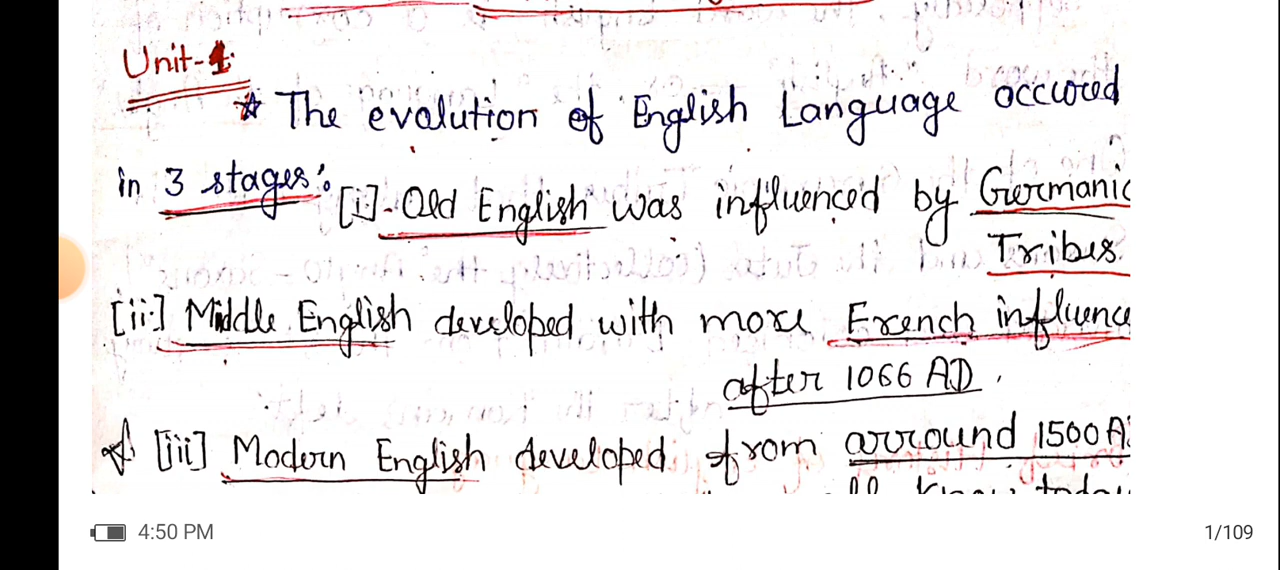 Unit-1
☆ The evolution of English Language occured
in 3 stages: [i]. Old English was influenced by Germanic
Tribes.
[ii] Middle English developed with more French influence
after 1066 AD.
[iii] Modern English developed from arround 1500 A
know today
4:50 PM
1/109